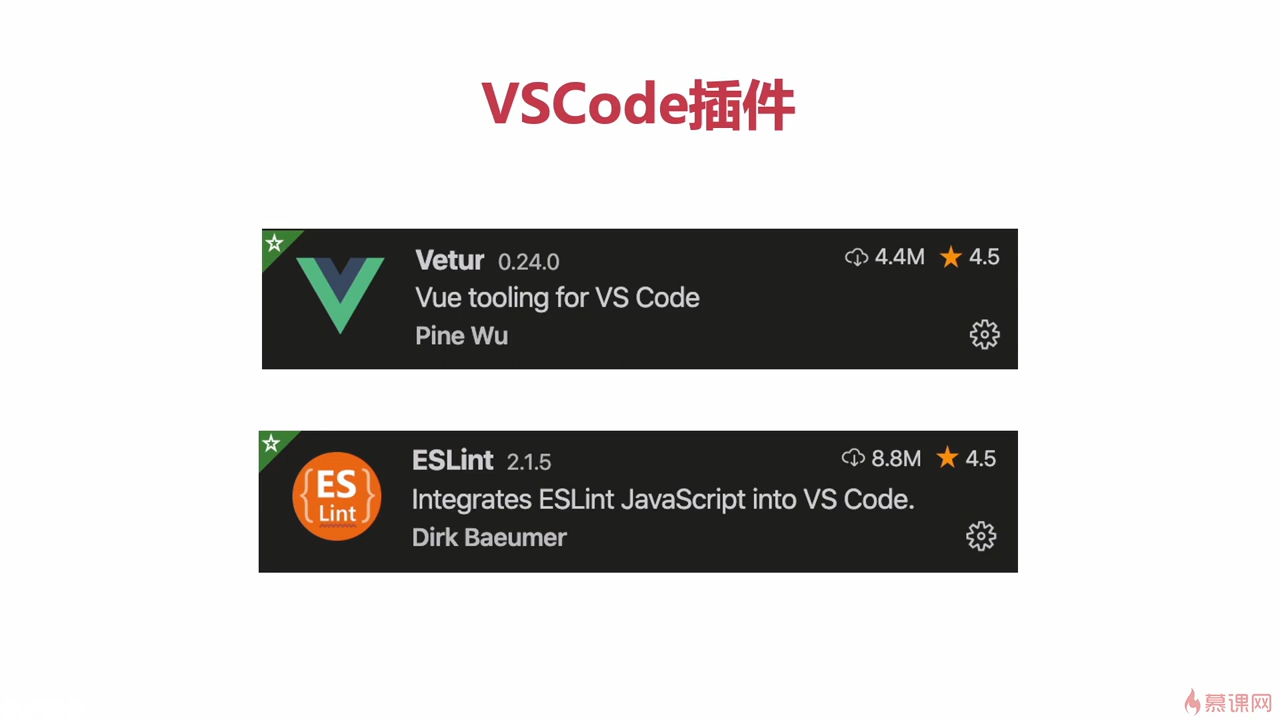 VSCode插件
Vetur 0.24.0 4.4M 4.5
Vue tooling for VS Code
Pine Wu
ES
Lint
ESLint 2.1.5 8.8M 4.5
Integrates ESLint JavaScript into VS Code.
Dirk Baeumer
慕课网